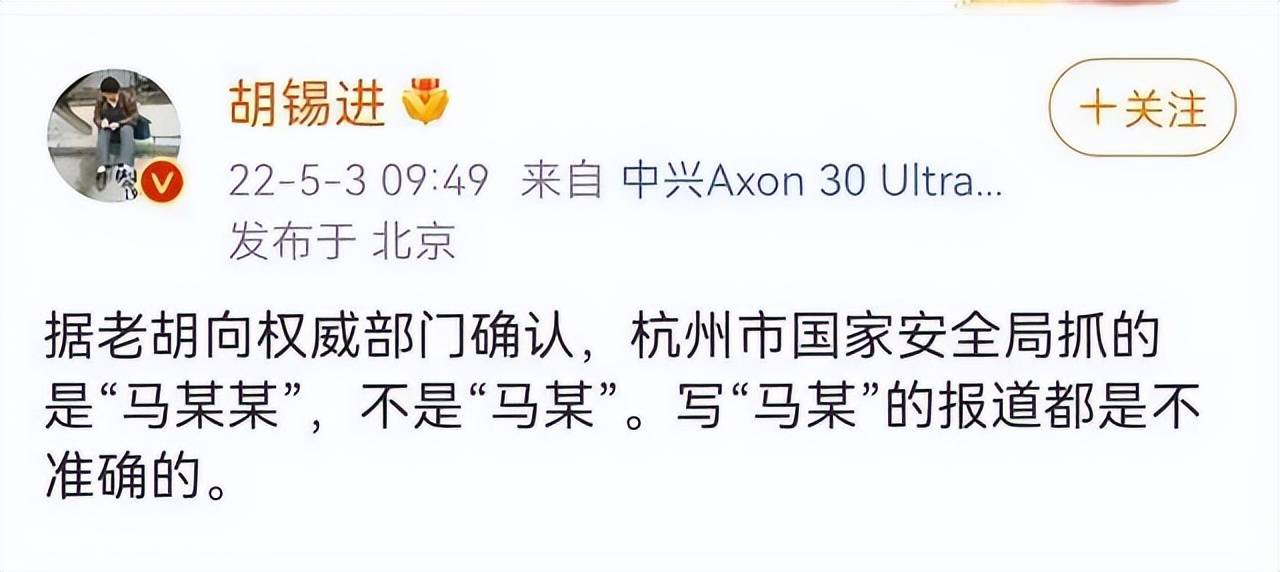 胡锡进
+关注
22-5-3 09:49 来自 中兴Axon 30 Ultra...
发布于 北京
据老胡向权威部门确认，杭州市国家安全局抓的
是“马某某”，不是“马某”。写“马某”的报道都是不
准确的。